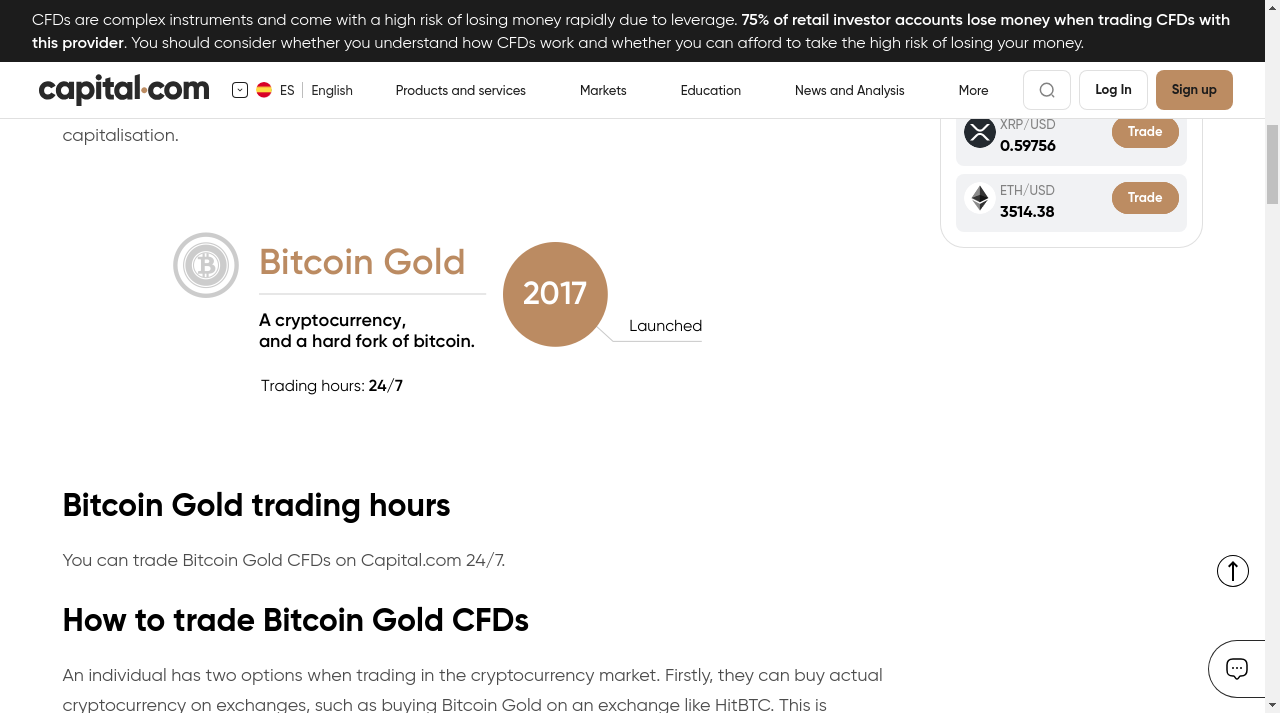 CFDs are complex instruments and come with a high risk of losing money rapidly due to leverage. 75% of retail investor accounts lose money when trading CFDs with
this provider. You should consider whether you understand how CFDs work and whether you can afford to take the high risk of losing your money.
capital.com
ES
English
Products and services
Markets
Education
News and Analysis
More
Log In
Sign up
capitalisation.
XRP/USD
0.59756
Trade
ETH/USD
3514.38
Trade
Bitcoin Gold
2017
Launched
A cryptocurrency,
and a hard fork of bitcoin.
Trading hours: 24/7
Bitcoin Gold trading hours
You can trade Bitcoin Gold CFDs on Capital.com 24/7.
How to trade Bitcoin Gold CFDs
An individual has two options when trading in the cryptocurrency market. Firstly, they can buy actual
cryptocurrency on exchanges, such as buying Bitcoin Gold on an exchange like HitBTC. This is